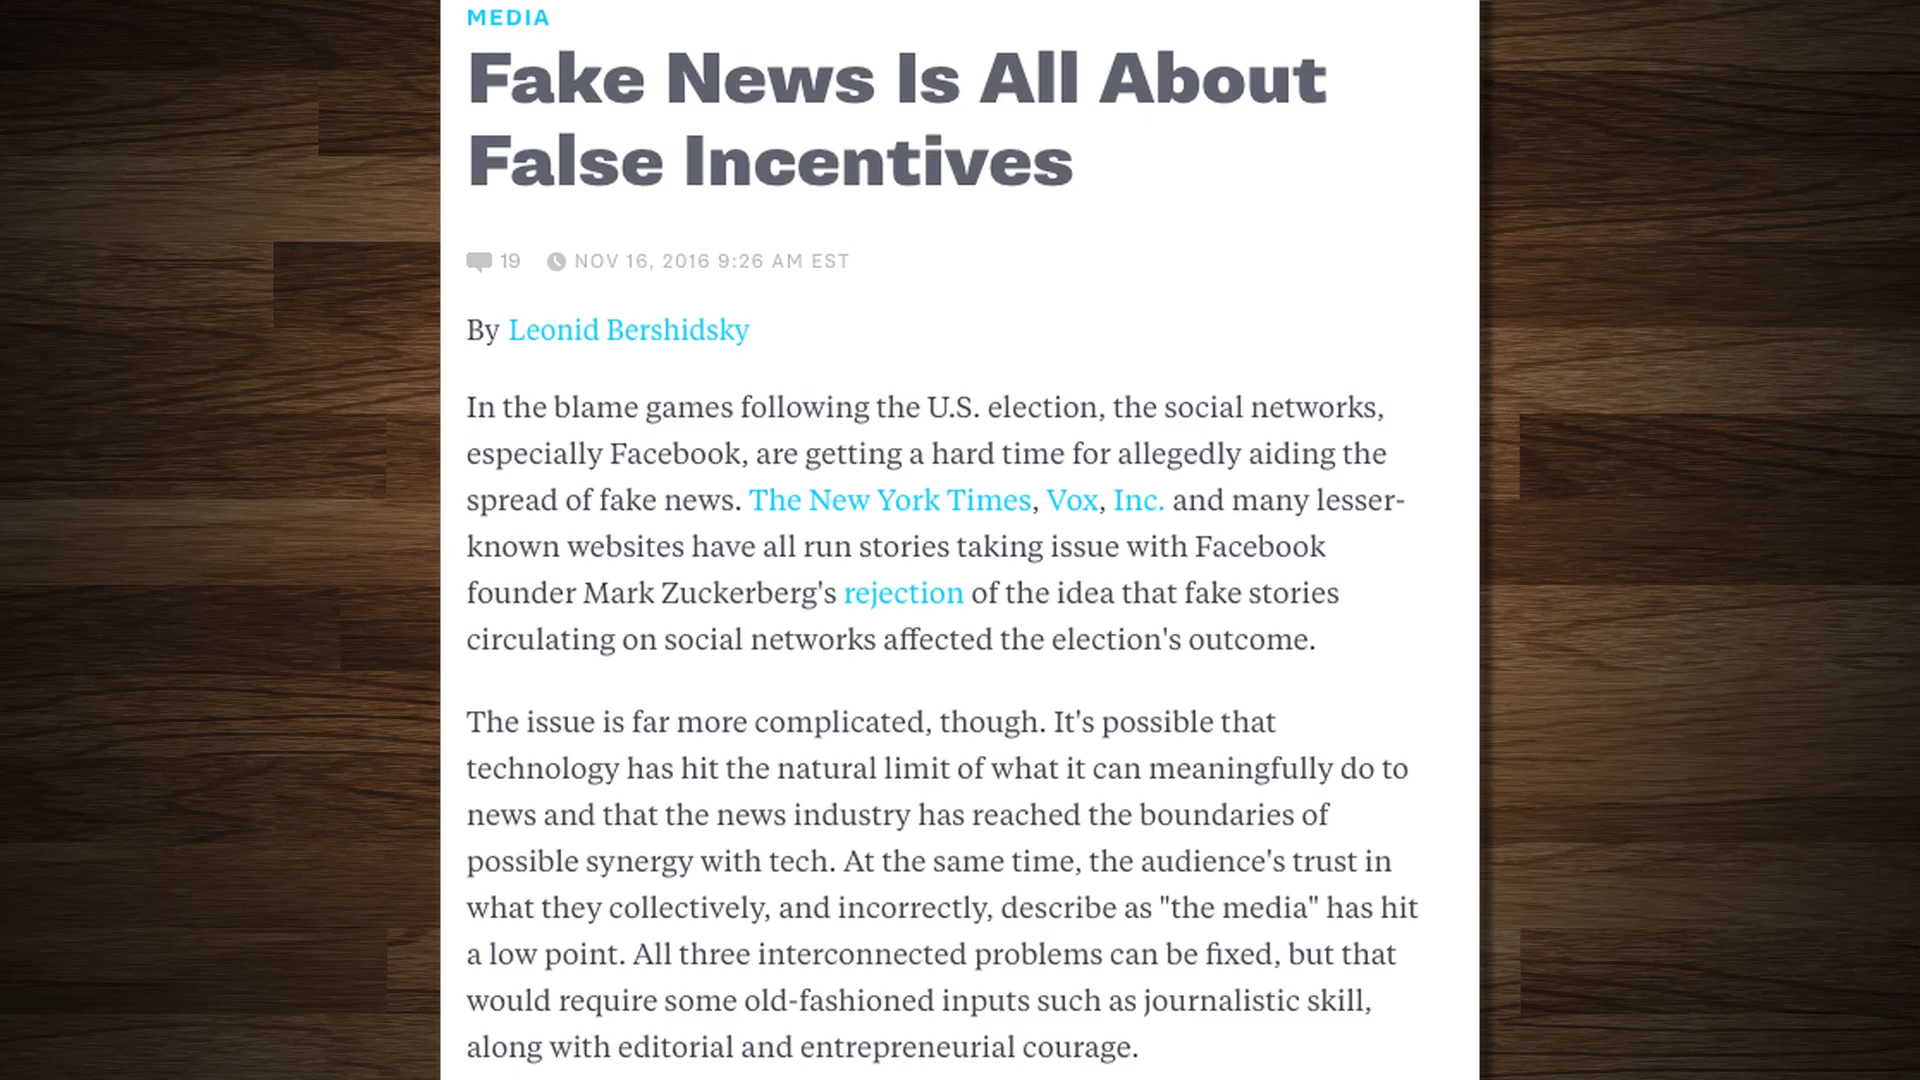 MEDIA
Fake News Is All About
False Incentives
19 NOV 16, 2016 9:26 AM EST
By Leonid Bershidsky
In the blame games following the U.S. election, the social networks,
especially Facebook, are getting a hard time for allegedly aiding the
spread of fake news. The New York Times, Vox, Inc. and many lesser-
known websites have all run stories taking issue with Facebook
founder Mark Zuckerberg's rejection of the idea that fake stories
circulating on social networks affected the election's outcome.
The issue is far more complicated, though. It's possible that
technology has hit the natural limit of what it can meaningfully do to
news and that the news industry has reached the boundaries of
possible synergy with tech. At the same time, the audience's trust in
what they collectively, and incorrectly, describe as "the media" has hit
a low point. All three interconnected problems can be fixed, but that
would require some old-fashioned inputs such as journalistic skill,
along with editorial and entrepreneurial courage.